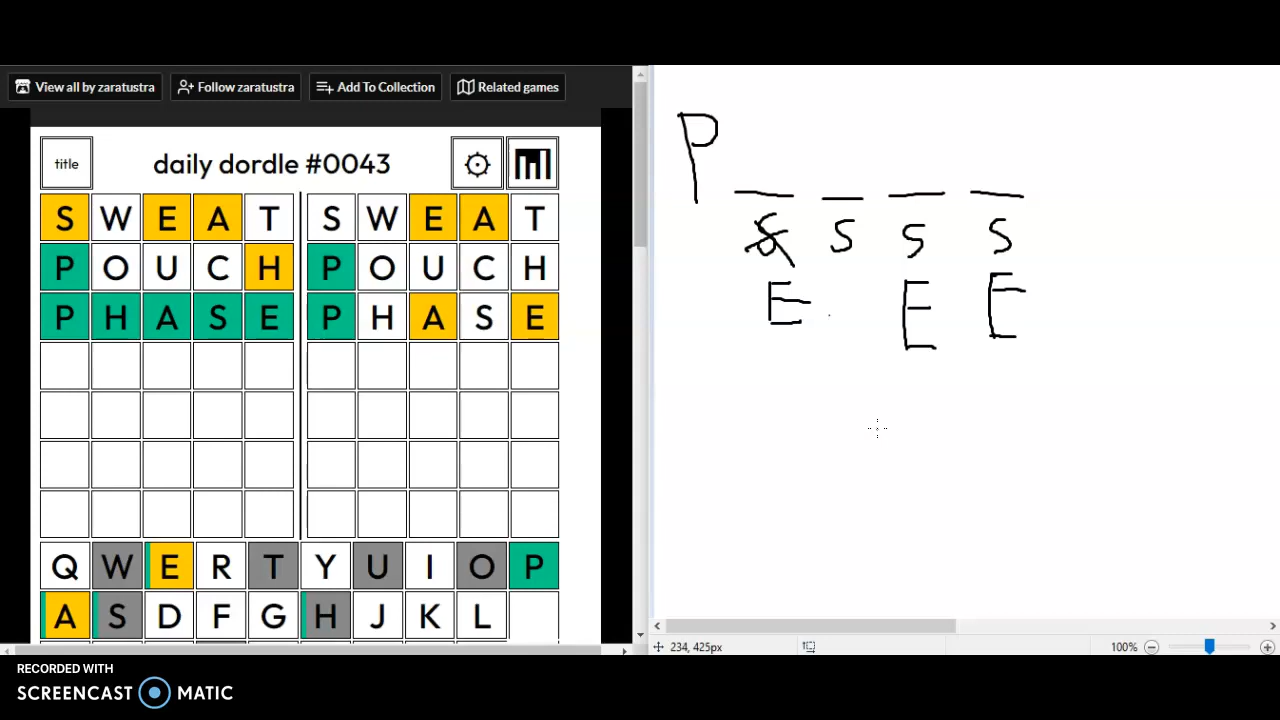 View all by zaratustra Follow zaratustra Add To Collection Related games
title daily dordle #0043
S W E A T S W E A T
P O U C H P O U C H
P H A S E P H A S E
Q W E R T Y U I O P
A S D F G H J K L
P
S S S S
E E E
234, 425px 100%
RECORDED WITH
SCREENCAST MATIC